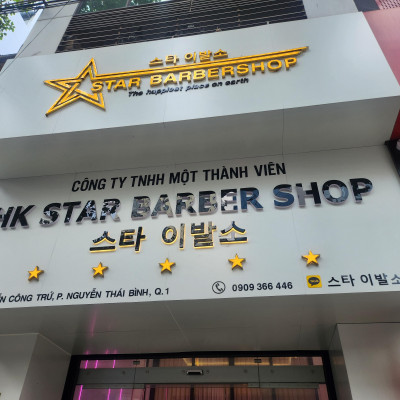 스타 이발소
STAR BARBERSHOP
The happiest place on earth
CÔNG TY TNHH MỘT THÀNH VIÊN
HK STAR BARBER SHOP
스타 이발소
CÔNG TRỨ, P. NGUYỄN THÁI BÌNH, Q.1
0909 366 446
스타 이발소